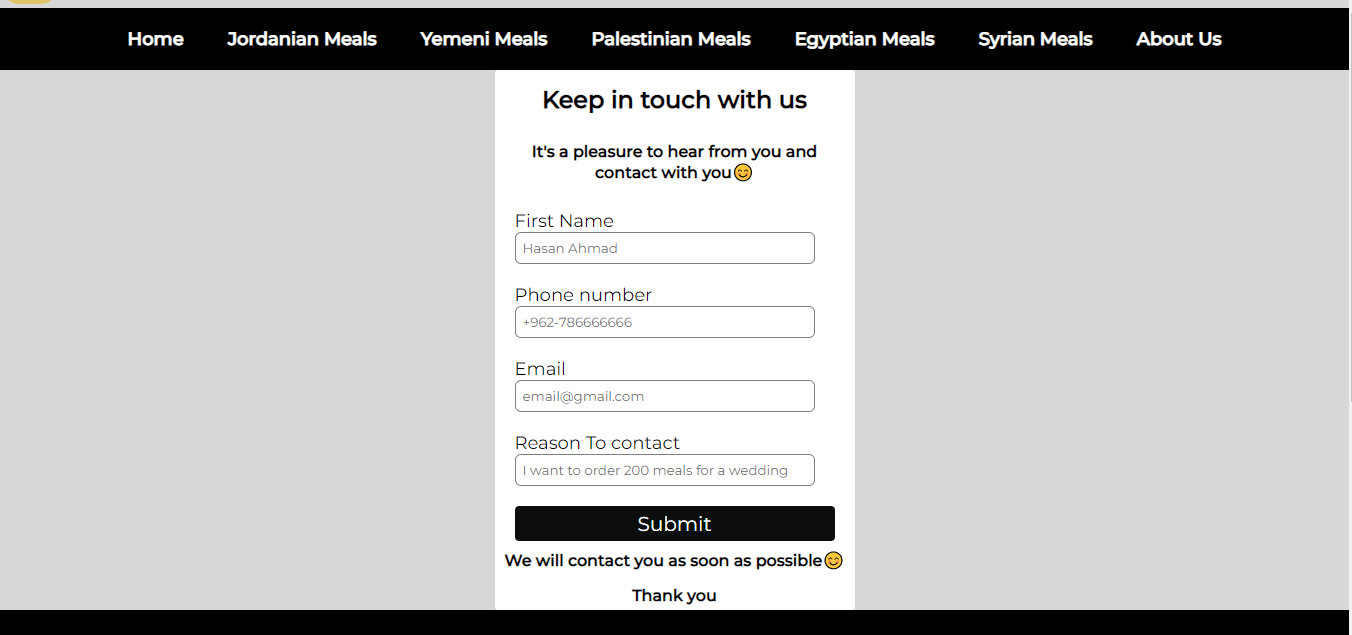 Home Jordanian Meals Yemeni Meals Palestinian Meals Egyptian Meals Syrian Meals About Us
Keep in touch with us
It's a pleasure to hear from you and
contact with you😊
First Name
Hasan Ahmad
Phone number
+962-786666666
Email
email@gmail.com
Reason To contact
I want to order 200 meals for a wedding
Submit
We will contact you as soon as possible😊
Thank you